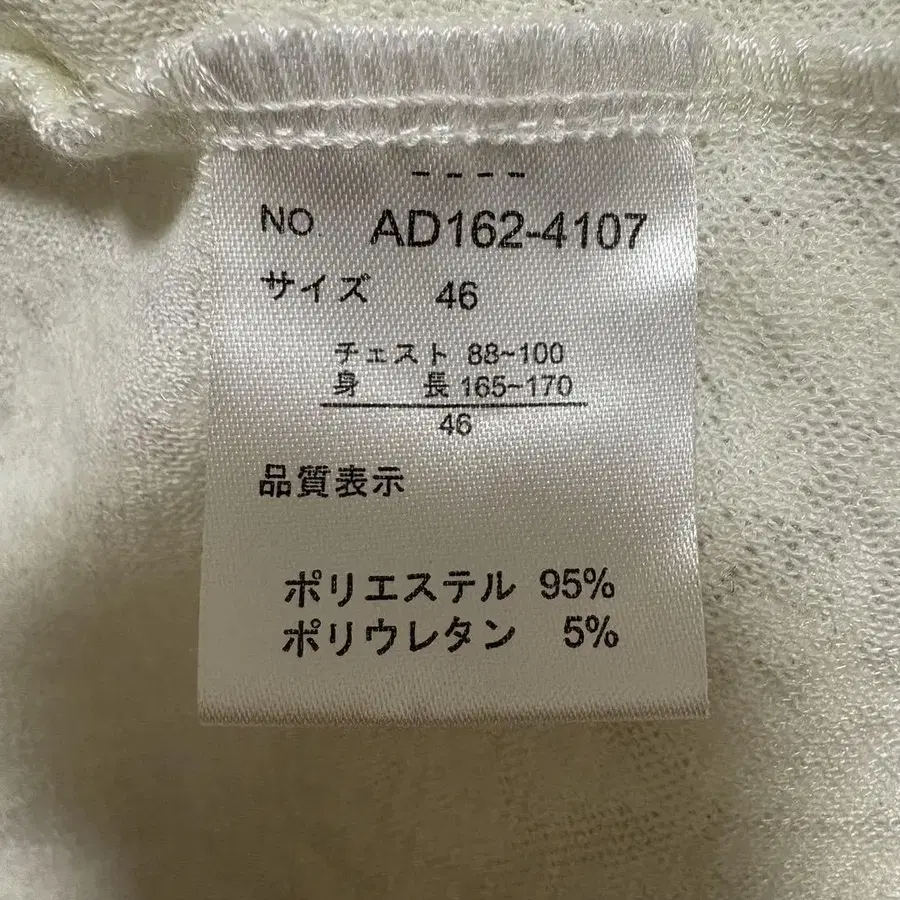 ----
NO AD162-4107
サイズ 46
チェスト 88~100
身 長 165~170
46
品質表示
ポリエステル 95%
ポリウレタン 5%